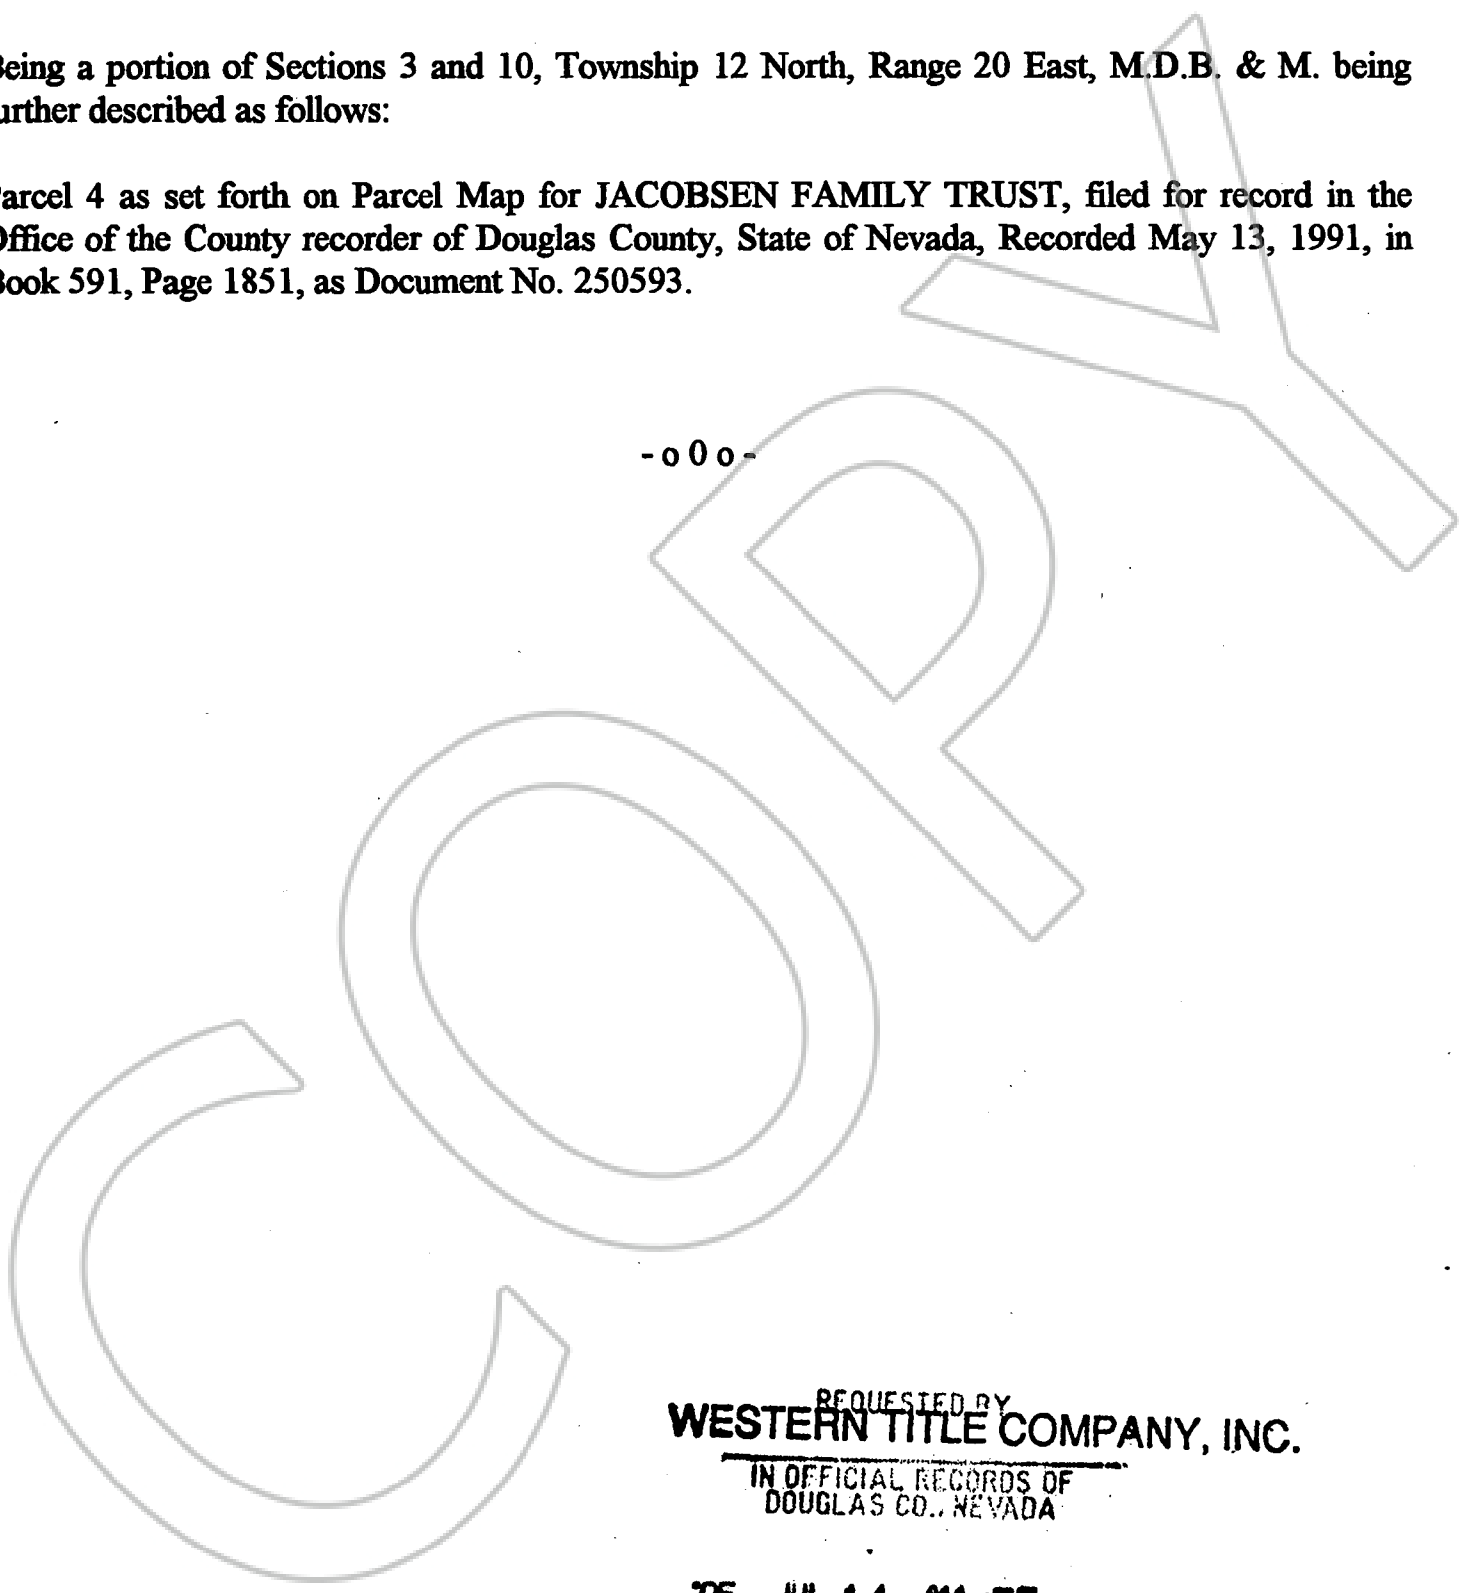 Being a portion of Sections 3 and 10, Township 12 North, Range 20 East, M.D.B. & M. being
further described as follows:
Parcel 4 as set forth on Parcel Map for JACOBSEN FAMILY TRUST, filed for record in the
Office of the County recorder of Douglas County, State of Nevada, Recorded May 13, 1991, in
Book 591, Page 1851, as Document No. 250593.
-o0o-
COPY
REQUESTED BY
WESTERN TITLE COMPANY, INC.
IN OFFICIAL RECORDS OF
DOUGLAS CO., NEVADA